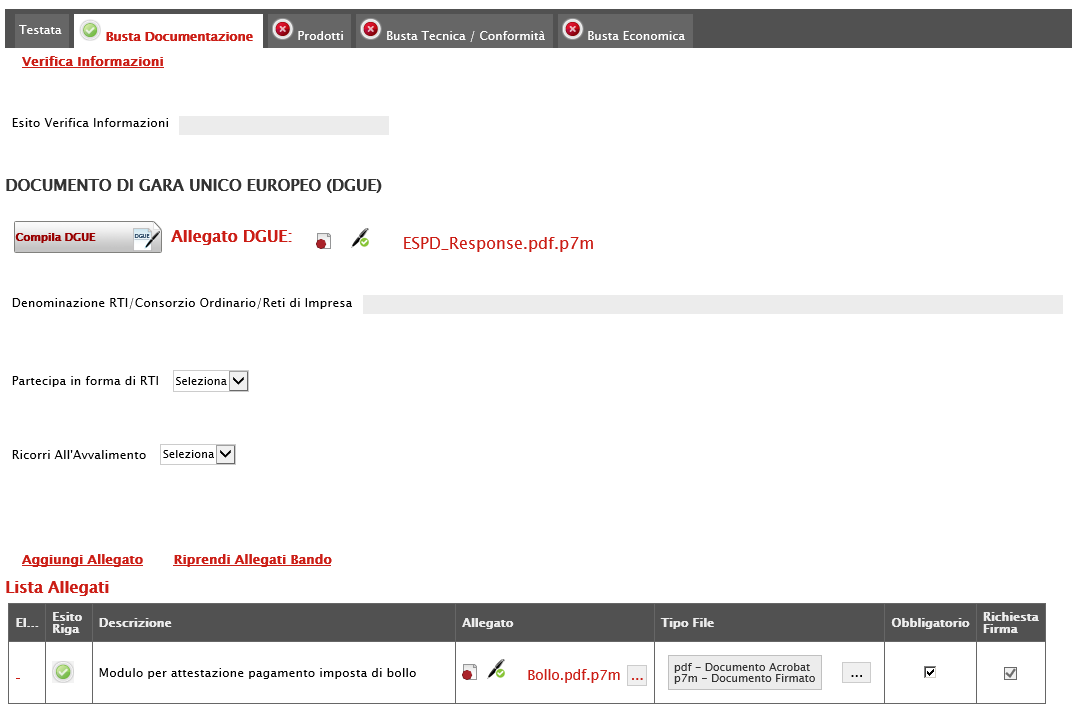 Testata Busta Documentazione Prodotti Busta Tecnica / Conformità Busta Economica
Verifica Informazioni
Esito Verifica Informazioni
DOCUMENTO DI GARA UNICO EUROPEO (DGUE)
Compila DGUE DGUE Allegato DGUE: ESPD_Response.pdf.p7m
Denominazione RTI/Consorzio Ordinario/Reti di Impresa
Partecipa in forma di RTI Seleziona
Ricorri All'Avvalimento Seleziona
Aggiungi Allegato Riprendi Allegati Bando
Lista Allegati
El... Esito Riga Descrizione Allegato Tipo File Obbligatorio Richiesta Firma
Modulo per attestazione pagamento imposta di bollo Bollo.pdf.p7m ... pdf - Documento Acrobat ...
p7m - Documento Firmato